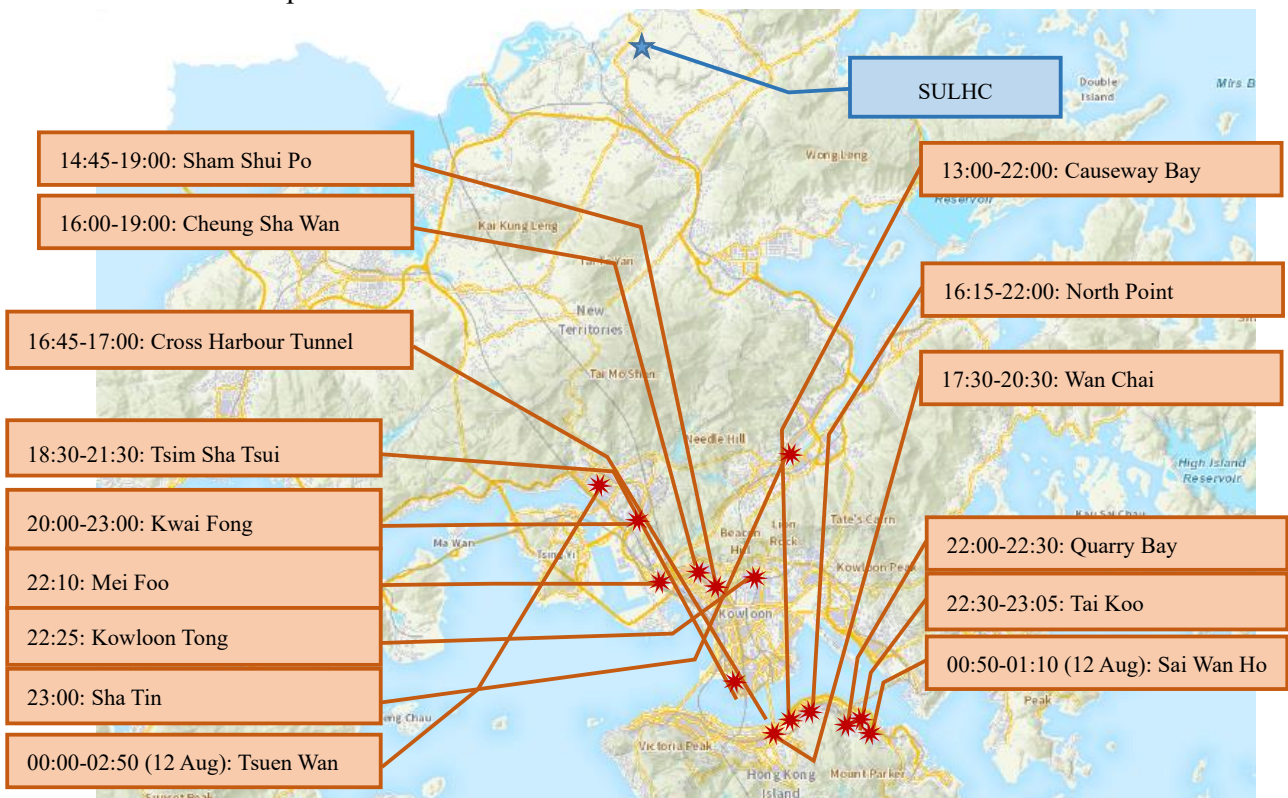 SULHC
Double
Island
Mirs B
14:45-19:00: Sham Shui Po
13:00-22:00: Causeway Bay
Wong Leng
Reservoir
16:00-19:00: Cheung Sha Wan
Kai Kung Leng
16:15-22:00: North Point
New
Territories
16:45-17:00: Cross Harbour Tunnel
Tai Mo Shan
17:30-20:30: Wan Chai
Needle Hill
18:30-21:30: Tsim Sha Tsui
High Island
Reservoir
20:00-23:00: Kwai Fong
Tate's Cairn
Kau Sai Chau
Beacon
Hill
Lion
Rock
Ma Wan
Tsing Yi
22:00-22:30: Quarry Bay
Kowloon Peak
22:10: Mei Foo
22:30-23:05: Tai Koo
Kowloon
22:25: Kowloon Tong
00:50-01:10 (12 Aug): Sai Wan Ho
23:00: Sha Tin
Peak
Victoria Peak
00:00-02:50 (12 Aug): Tsuen Wan
Hong Kong
Island
Mount Parker